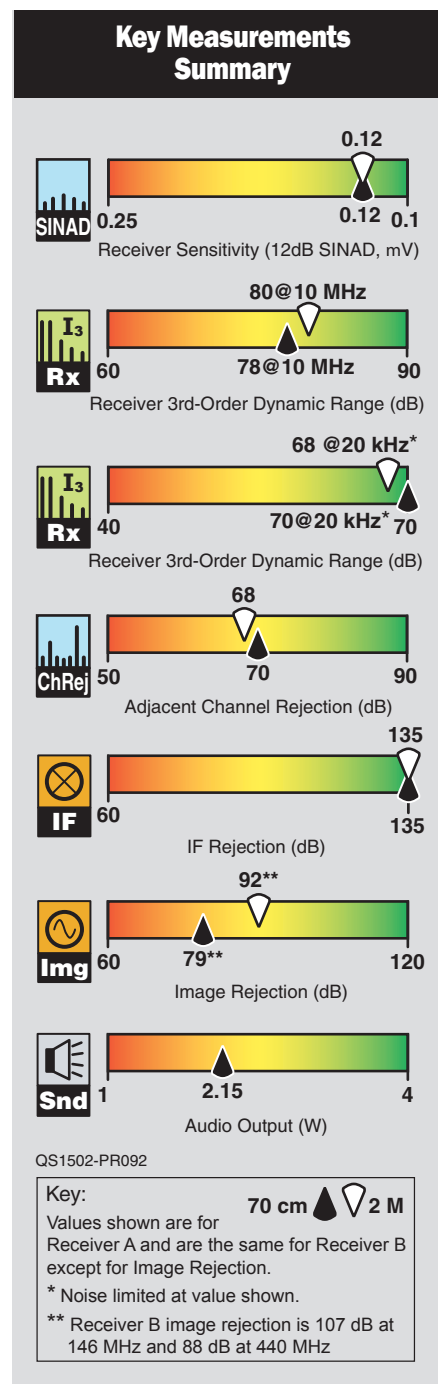 Key Measurements
Summary
0.12
SINAD
0.25
0.12
0.1
Receiver Sensitivity (12dB SINAD, mV)
80@10 MHz
I3
Rx
60
78@10 MHz
90
Receiver 3rd-Order Dynamic Range (dB)
68 @20 kHz*
I3
Rx
40
70@20 kHz*
70
Receiver 3rd-Order Dynamic Range (dB)
68
ChRej
50
70
90
Adjacent Channel Rejection (dB)
135
IF
60
135
IF Rejection (dB)
92**
Img
60
79**
120
Image Rejection (dB)
Snd
1
2.15
4
Audio Output (W)
QS1502-PR092
Key:
70 cm 2 M
Values shown are for
Receiver A and are the same for Receiver B
except for Image Rejection.
* Noise limited at value shown.
** Receiver B image rejection is 107 dB at
146 MHz and 88 dB at 440 MHz